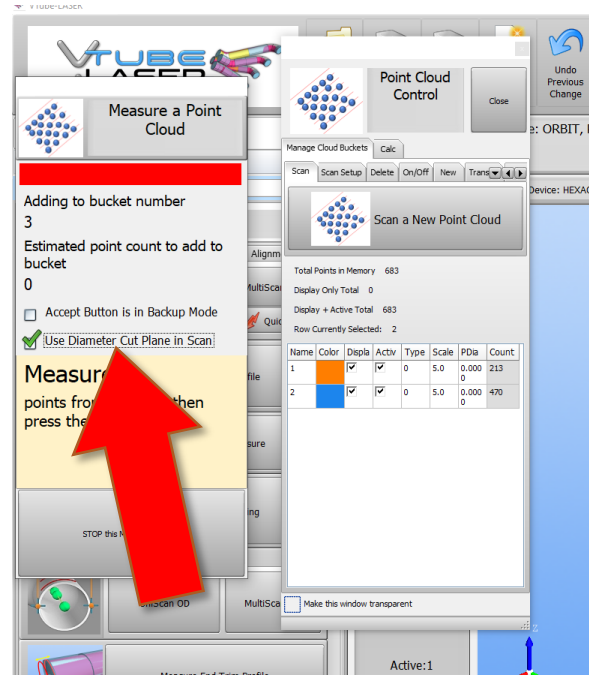 VTube-LASER
VTUBE
LASER
Undo
Previous
Change
Point Cloud
Control
Close
Measure a Point
Cloud
e: ORBIT,
Manage Cloud Buckets
Calc
Scan
Scan Setup
Delete
On/Off
New
Trans
Device: HEXAG
Adding to bucket number
3
Scan a New Point Cloud
Estimated point count to add to
bucket
0
Alignm
Total Points in Memory 683
Accept Button is in Backup Mode
MultiScan
Display Only Total 0
Display + Active Total 683
Use Diameter Cut Plane in Scan
Quic
Row Currently Selected: 2
Name Color Displa Activ Type Scale PDia Count
1 0 5.0 0.000 213
0
2 0 5.0 0.000 470
0
Measur
points fro then
press the
file
sure
STOP this M
ing
UniScan OD
MultiSca
Make this window transparent
z
Measure End Trim Profile
Active:1